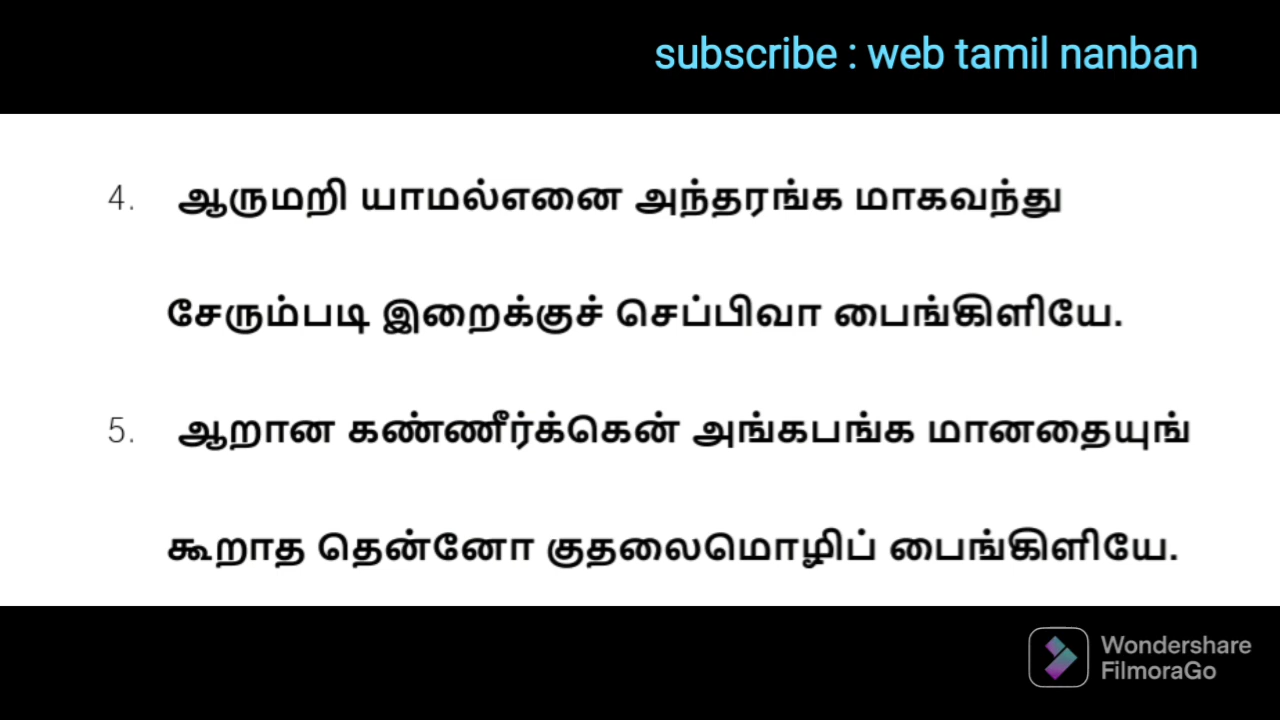 subscribe : web tamil nanban
4. ஆருமறி யாமல்எனை அந்தரங்க மாகவந்து
சேரும்படி இறைக்குச் செப்பிவா பைங்கிளியே.
5. ஆறான கண்ணீர்க்கென் அங்கபங்க மானதையுங்
கூறாத தென்னோ குதலைமொழிப் பைங்கிளியே.
Wondershare
FilmoraGo